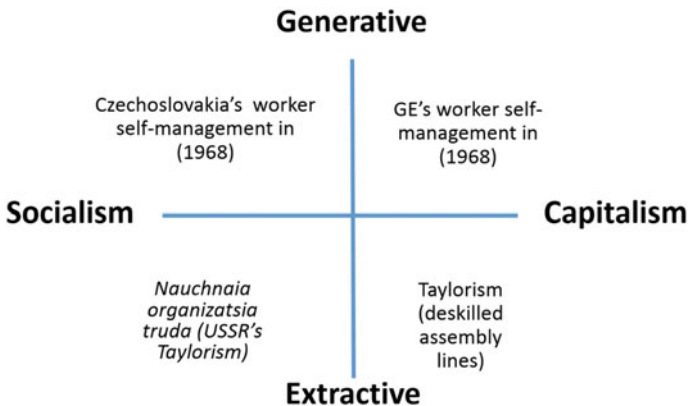 Generative
Czechoslovakia's worker
self-management in
(1968)
GE's worker self-
management in
(1968)
Socialism
Capitalism
Nauchnaia
organizatsia
truda (USSR's
Taylorism)
Taylorism
(deskilled
assembly
lines)
Extractive